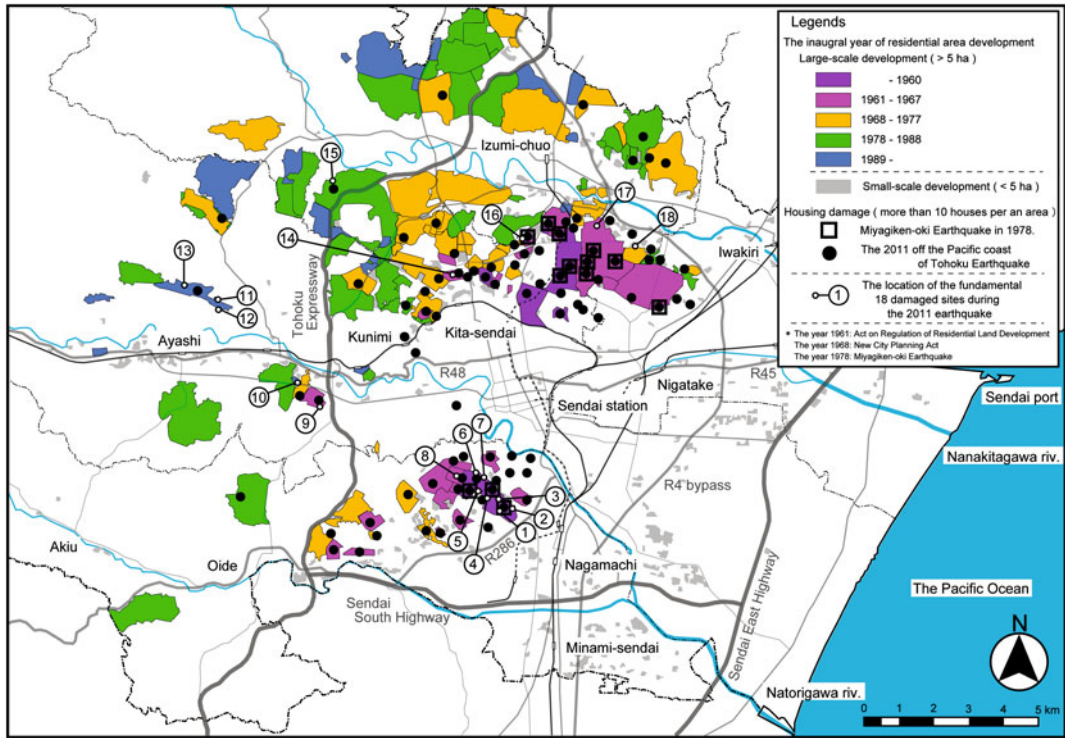 Legends
The inaugral year of residential area development
Large-scale development ( > 5 ha )
- 1960
1961 - 1967
1968 - 1977
1978 - 1988
1989 -
Small-scale development ( < 5 ha )
Housing damage ( more than 10 houses per an area )
Miyagiken-oki Earthquake in 1978.
The 2011 off the Pacific coast
of Tohoku Earthquake
1
The location of the fundamental
18 damaged sites during
the 2011 earthquake
* The year 1961: Act on Regulation of Residential Land Development
The year 1968: New City Planning Act
The year 1978: Miyagiken-oki Earthquake
Izumi-chuo
15
17
16
18
14
Iwakiri
13
11
12
Tohoku
Expressway
Ayashi
Kunimi
Kita-sendai
R48
Nigatake
R45
Sendai station
Sendai port
10
9
Nanakitagawa riv.
6
7
8
3
2
1
5
4
R286
R4 bypass
Akiu
Oide
Nagamachi
The Pacific Ocean
Sendai
South Highway
Sendai East Highway
Minami-sendai
N
Natorigawa riv.
0 1 2 3 4 5 km